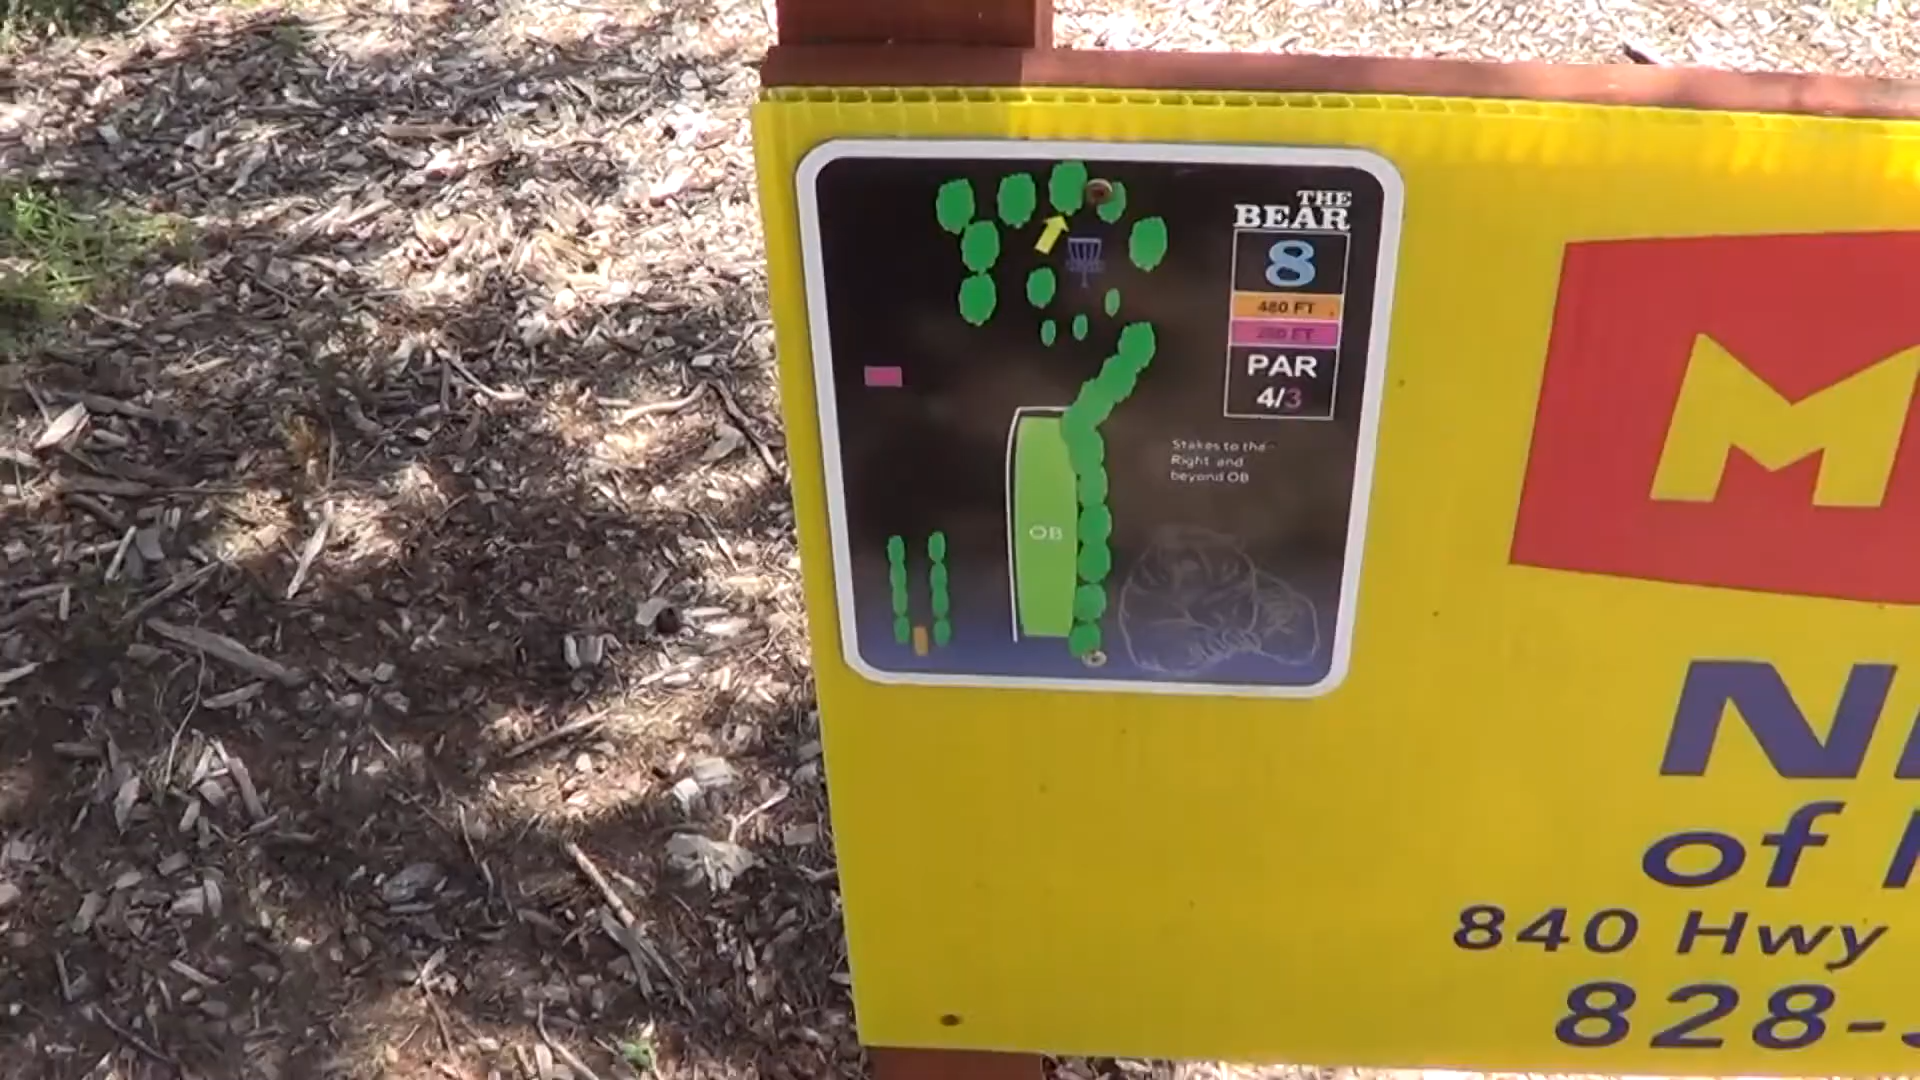 THE
BEAR
8
480 FT
FT
PAR
4/3
Stakes to the
Right and
beyond OB
OB
M
of
840 Hwy
828-